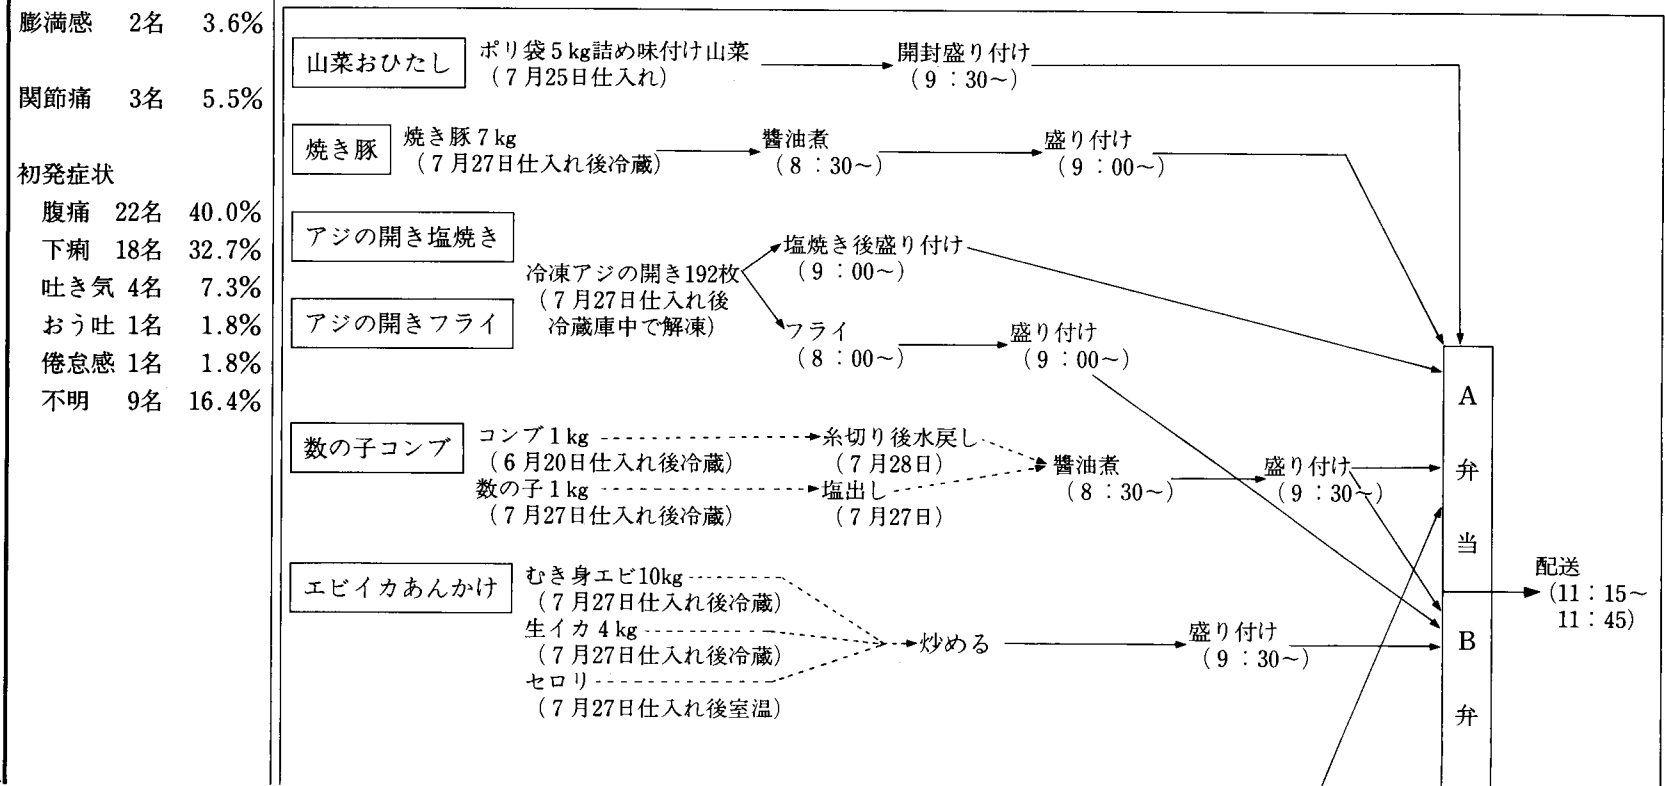 膨満感 2名 3.6%
関節痛 3名 5.5%
初発症状
腹痛 22名 40.0%
下痢 18名 32.7%
吐き気 4名 7.3%
おう吐 1名 1.8%
倦怠感 1名 1.8%
不明 9名 16.4%
山菜おひたし
ポリ袋5kg詰め味付け山菜
(7月25日仕入れ)
開封盛り付け
(9:30~)
焼き豚
焼き豚7kg
(7月27日仕入れ後冷蔵)
醬油煮
(8:30~)
盛り付け
(9:00~)
アジの開き塩焼き
アジの開きフライ
冷凍アジの開き192枚
(7月27日仕入れ後
冷蔵庫中で解凍)
塩焼き後盛り付け
(9:00~)
フライ
(8:00~)
盛り付け
(9:00~)
数の子コンブ
コンブ1kg
(6月20日仕入れ後冷蔵)
数の子1kg
(7月27日仕入れ後冷蔵)
糸切り後水戻し
(7月28日)
塩出し
(7月27日)
醬油煮
(8:30~)
盛り付け
(9:30~)
エビイカあんかけ
むき身エビ10kg
(7月27日仕入れ後冷蔵)
生イカ4kg
(7月27日仕入れ後冷蔵)
セロリ
(7月27日仕入れ後室温)
炒める
盛り付け
(9:30~)
A弁当
B弁
配送
(11:15~
11:45)